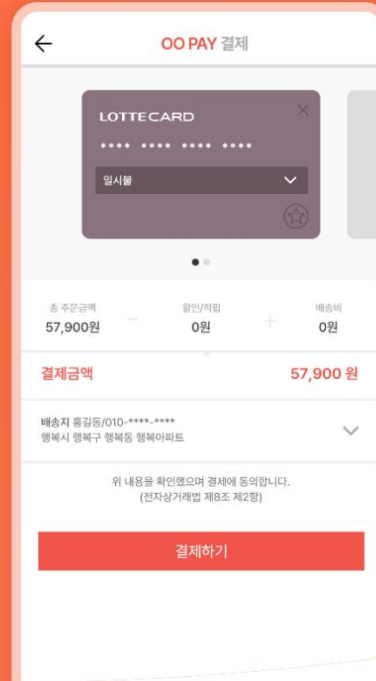 OO PAY 결제
LOTTECARD
•••• •••• •••• ••••
일시불
총 주문금액
57,900원
할인/적립
0원
배송비
0원
결제금액
57,900 원
배송지 홍길동/010-****-****
행복시 행복구 행복동 행복아파트
위 내용을 확인했으며 결제에 동의합니다.
(전자상거래법 제8조 제2항)
결제하기